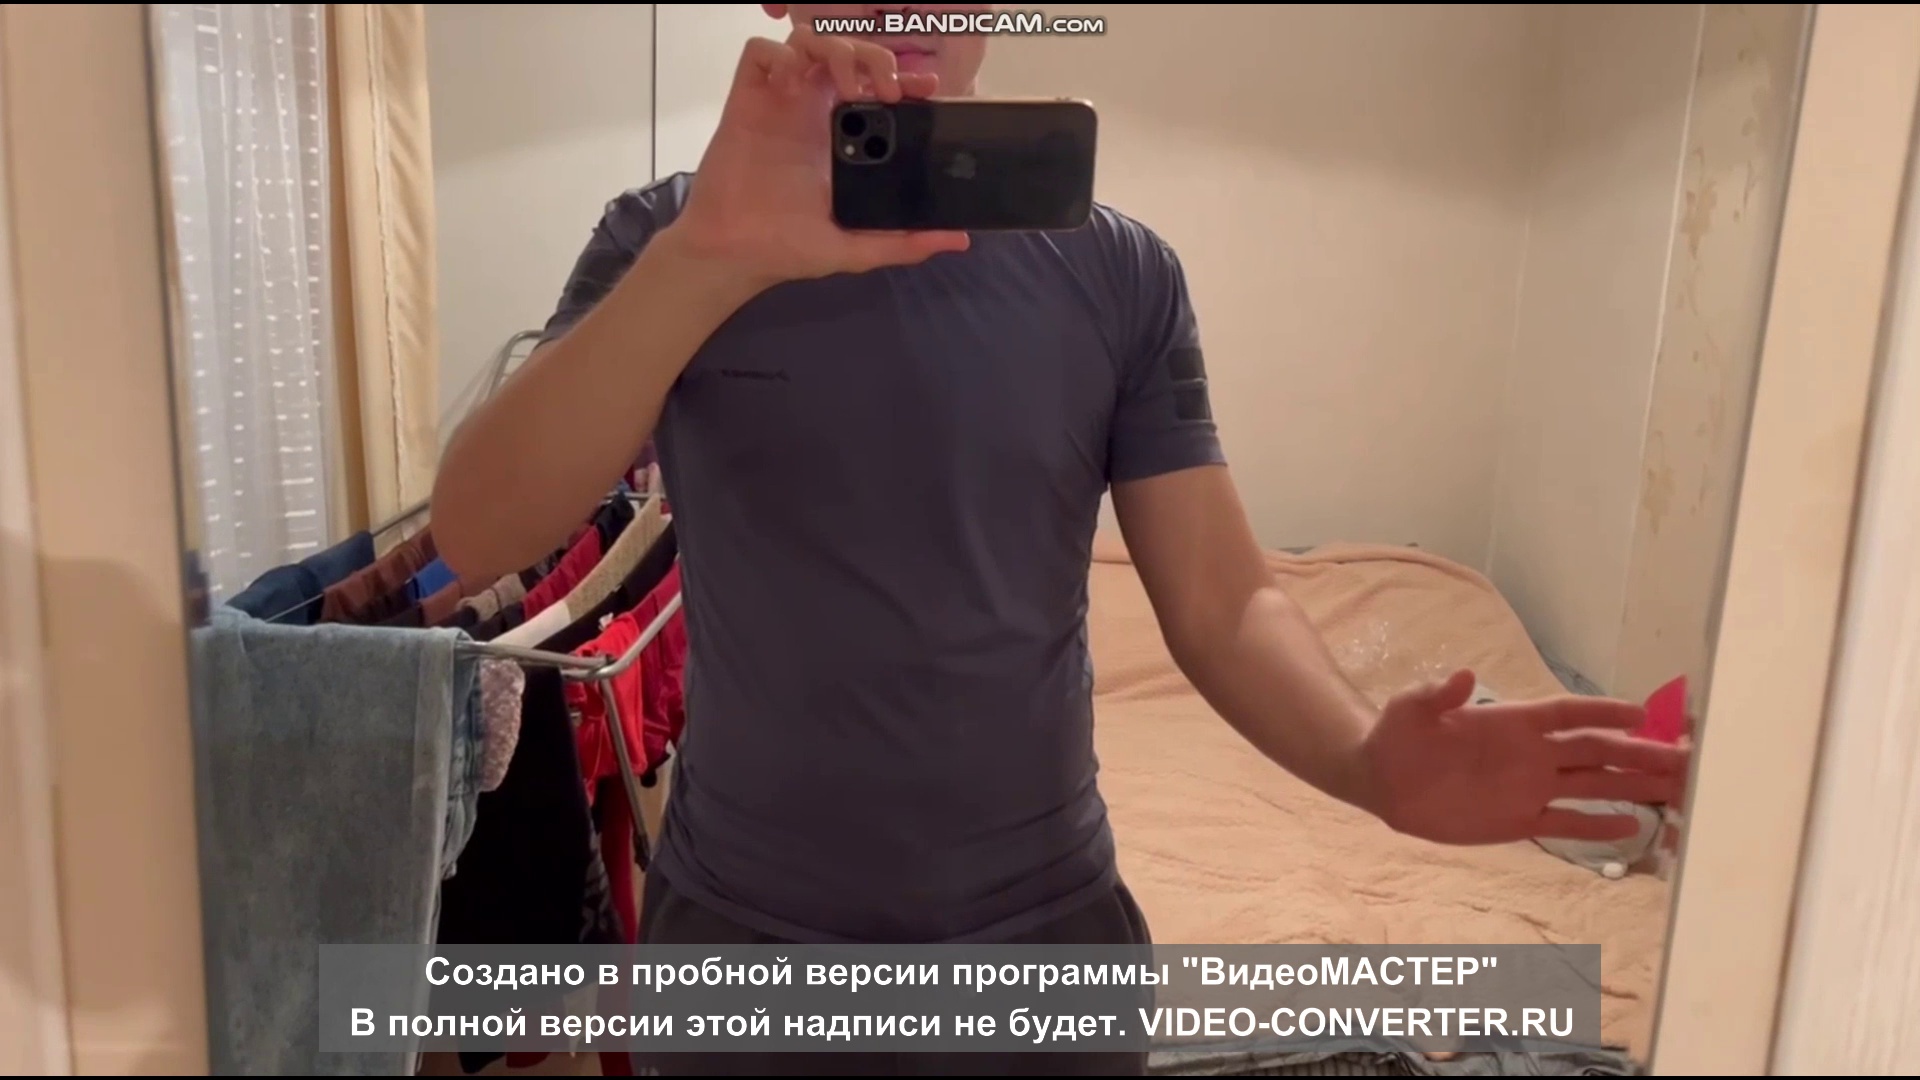 www.BANDICAM.com
Создано в пробной версии программы "ВидеоМАСТЕР"
В полной версии этой надписи не будет. VIDEO-CONVERTER.RU